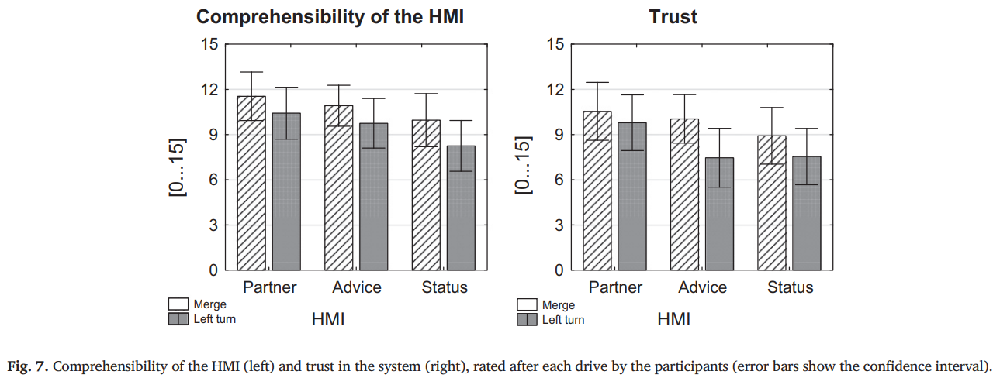 Comprehensibility of the HMI
15
12
9
6
3
0
[0...15]
Partner Advice Status
Merge
Left turn
HMI
Trust
15
12
9
6
3
0
[0...15]
Partner Advice Status
Merge
Left turn
HMI
Fig. 7. Comprehensibility of the HMI (left) and trust in the system (right), rated after each drive by the participants (error bars show the confidence interval).